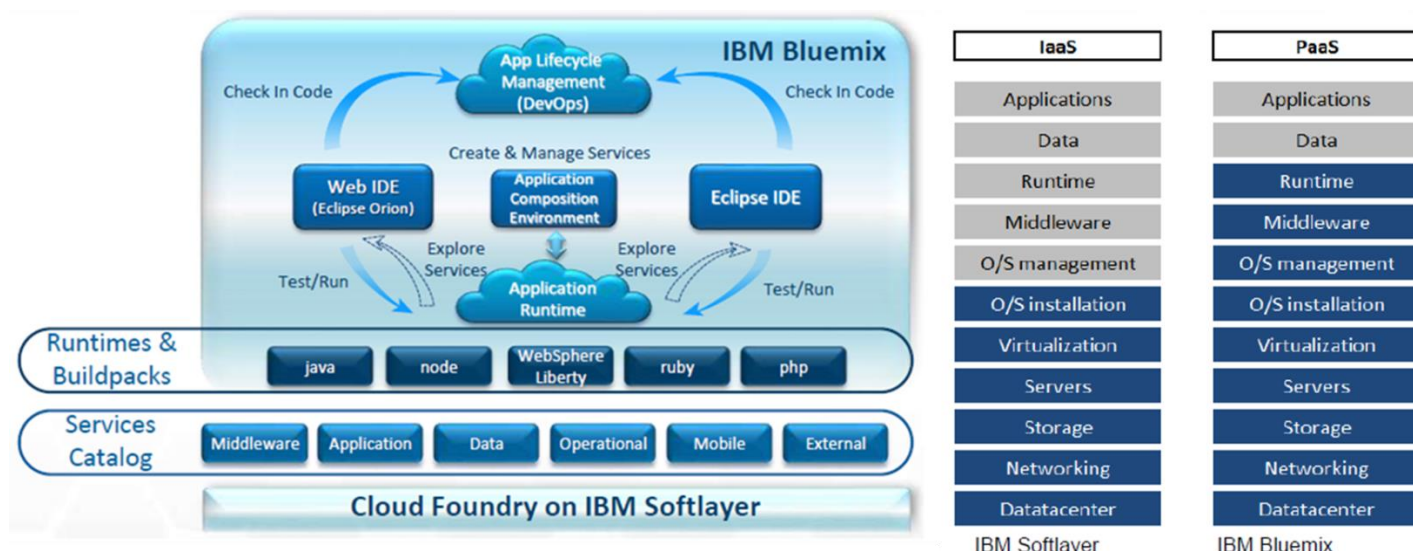 IBM Bluemix
App Lifecycle
Management
(DevOps)
Check In Code
Check In Code
Create & Manage Services
Web IDE
(Eclipse Orion)
Application
Composition
Environment
Eclipse IDE
Explore
Services
Explore
Services
Test/Run
Application
Runtime
Test/Run
Runtimes &
Buildpacks
java
node
WebSphere
Liberty
ruby
php
Services
Catalog
Middleware
Application
Data
Operational
Mobile
External
Cloud Foundry on IBM Softlayer
IaaS
Applications
Data
Runtime
Middleware
O/S management
O/S installation
Virtualization
Servers
Storage
Networking
Datatacenter
IBM Softlayer
PaaS
Applications
Data
Runtime
Middleware
O/S management
O/S installation
Virtualization
Servers
Storage
Networking
Datatacenter
IBM Bluemix